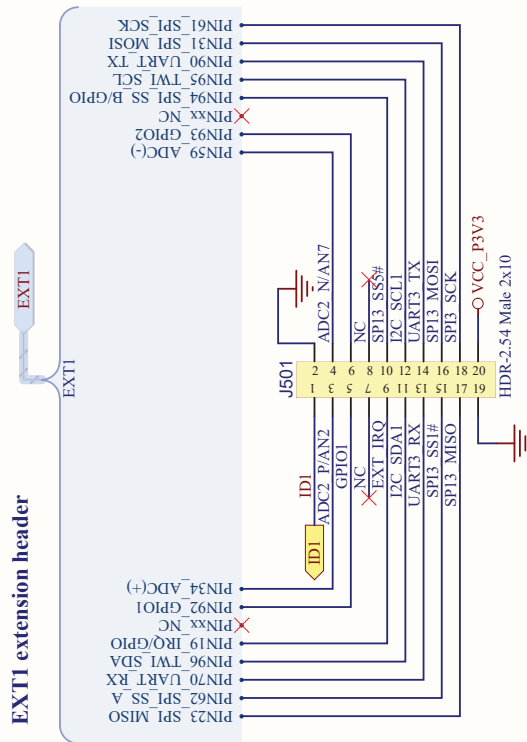 EXT1 extension header
EXT1
EXT1
PIN61_SPI_SCK
PIN31_SPI_MOSI
PIN90_UART_TX
PIN95_TWI_SCL
PIN94_SPI_SS_B/GPIO
PINxx_NC
PIN93_GPIO2
PIN59_ADC(-)
PIN34_ADC(+)
PIN92_GPIO1
PINxx_NC
PIN19_IRQ/GPIO
PIN96_TWI_SDA
PIN70_UART_RX
PIN62_SPI_SS_A
PIN23_SPI_MISO
J501
ID1
ID1 1 2
ADC2_P/AN2 3 4 ADC2_N/AN7
GPIO1 5 6
NC 7 8 NC
EXT_IRQ 9 10 SP13_SS5#
I2C_SDA1 11 12 I2C_SCL1
UART3_RX 13 14 UART3_TX
SPI3_SS1# 15 16 SP13_MOSI
SP13_MISO 17 18 SPI3_SCK
19 20 VCC_P3V3
HDR-2.54 Male 2x10